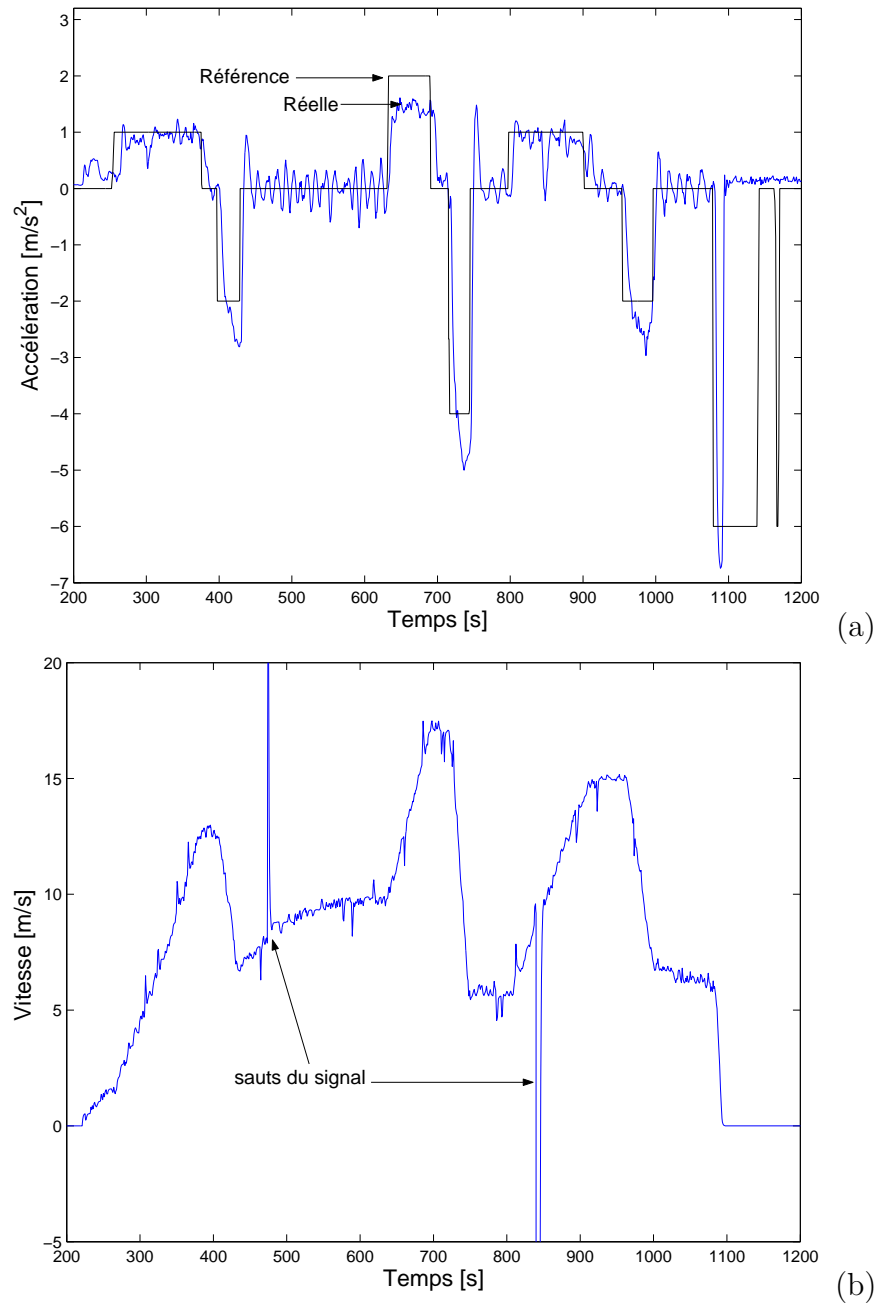 3
2
1
0
−1
−2
−3
−4
−5
−6
−7
Accélération [m/s²]
Référence
Réelle
200 300 400 500 600 700 800 900 1000 1100 1200
Temps [s]
(a)
20
15
10
5
0
−5
Vitesse [m/s]
sauts du signal
200 300 400 500 600 700 800 900 1000 1100 1200
Temps [s]
(b)